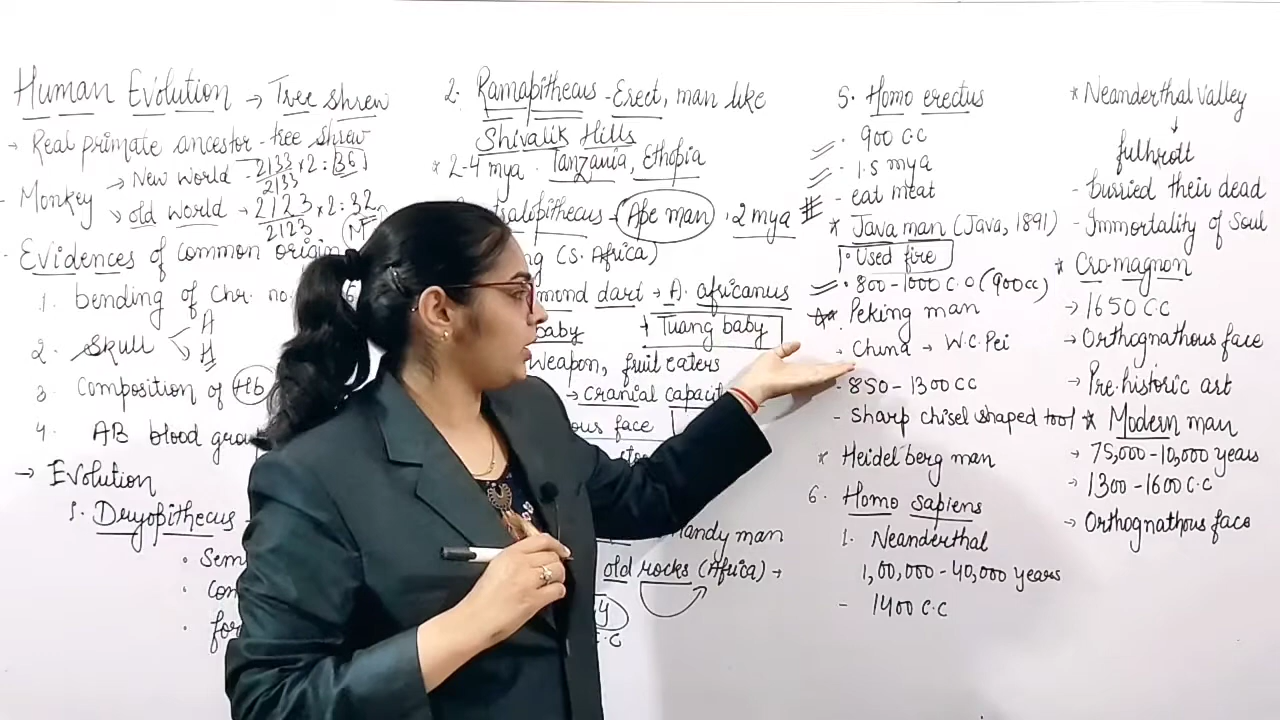 Human Evolution → Tree shrew
→ Real primate ancestor - tree shrew
- Monkey → New world - 2133/2133 × 2 = 36
→ old world → 2123/2123 × 2 = 32
- Evidences of common origin
1. bending of Chr. no.
2. Skull A H
3 Composition of Hb
4. AB blood
→ Evolution
1. Dryopithecus -
2. Ramapitheaus - Erect, man like
Shivalik Hills
* 2-4 mya. Tanzania, Ethopia
Ape man, 2 mya
(S. Africa)
dart → A. africanus
baby → Tuang baby
Weapon, fruit eaters
→ cranial
face
handy man
old rocks (Africa) →
5. Homo erectus
• 900 cc
• 1.5 mya
- eat meat
* Java man (Java, 1891)
1• Used fire
• 800-1000 C.C (900cc)
Peking man
→ China → W.C. Pei
- 850 - 1300 CC
- Sharp chisel shaped tool
* Heidelberg man
6. Homo sapiens
1. Neanderthal
1,00,000 - 40,000 years
- 1400 C.C
* Neanderthal valley
↓
fulhrott
- burried their dead
- Immortality of Soul
* Cro-magnon
→ 1650 C.C
→ Orthognathous face
→ Pre-historic art
* Modern man
→ 75,000-10,000 years
→ 1300 - 1600 C.C
→ Orthognathous face